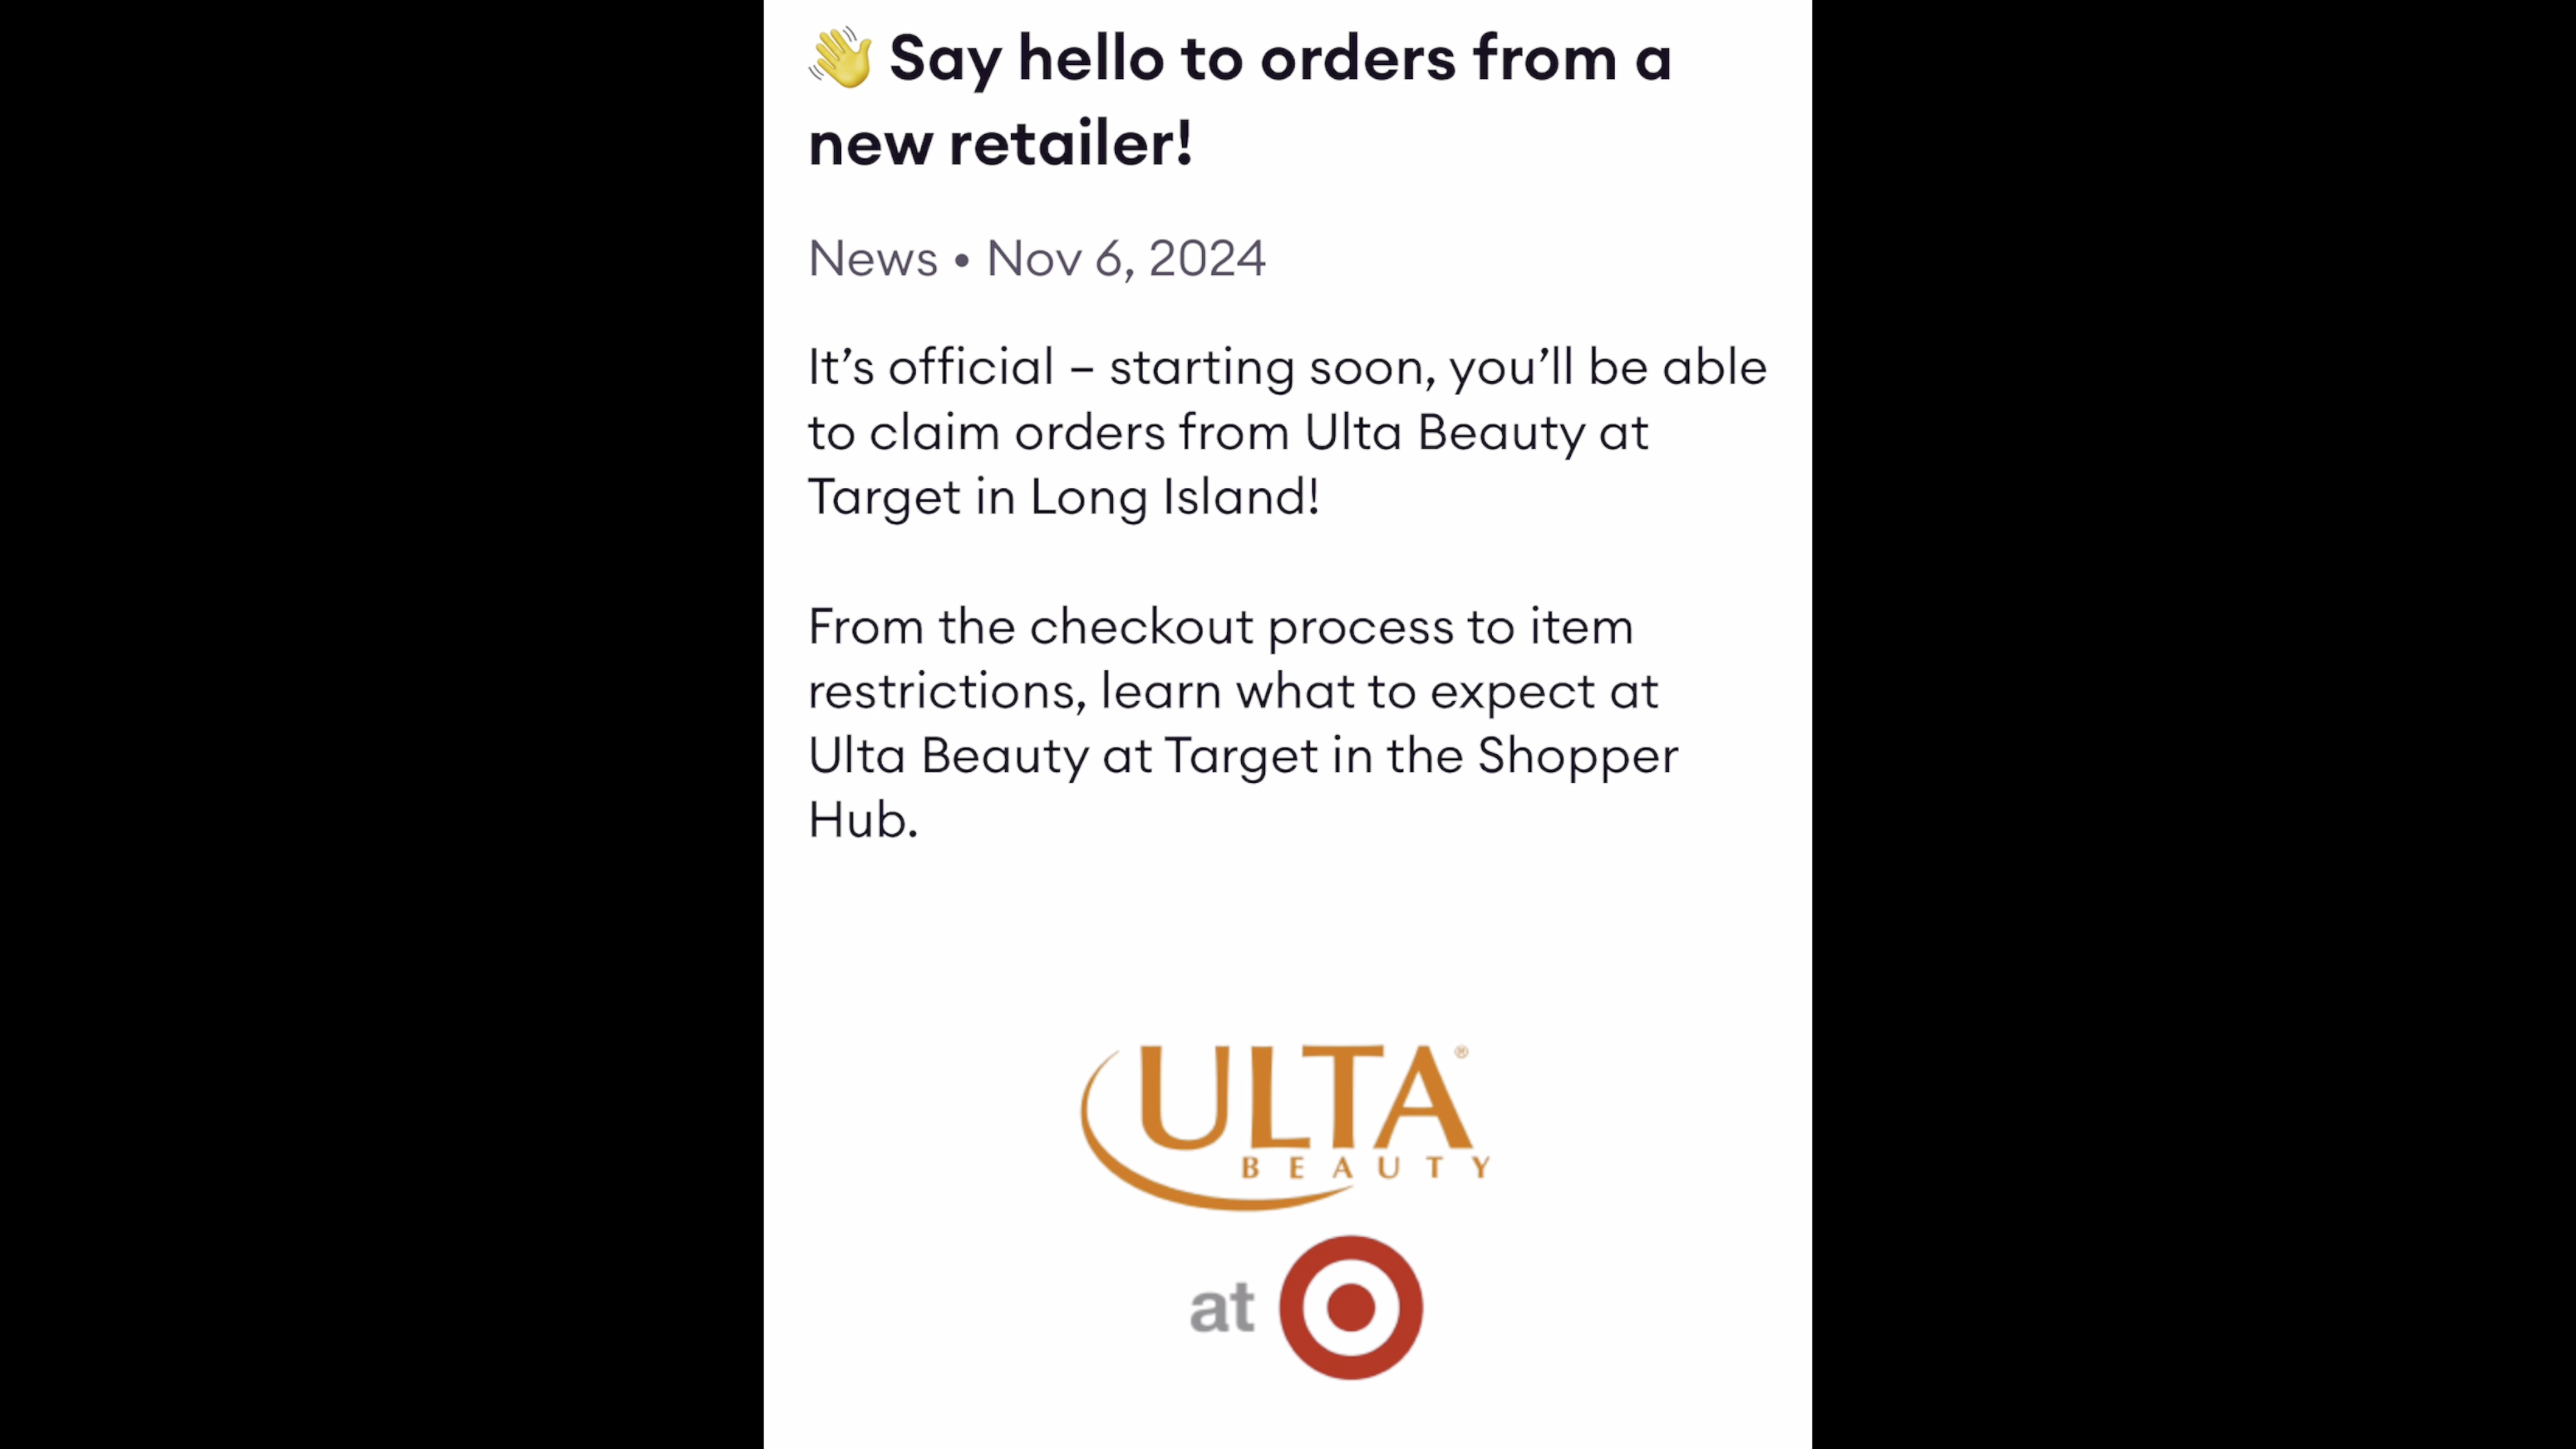 👋 Say hello to orders from a
new retailer!
News • Nov 6, 2024
It’s official – starting soon, you’ll be able
to claim orders from Ulta Beauty at
Target in Long Island!
From the checkout process to item
restrictions, learn what to expect at
Ulta Beauty at Target in the Shopper
Hub.
ULTA®
BEAUTY
at